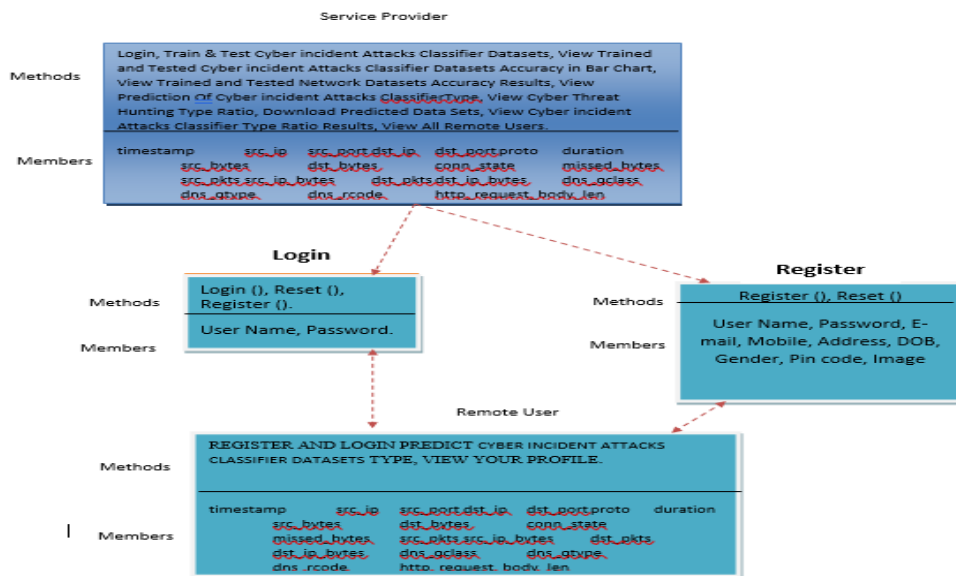 Service Provider
Methods
Login, Train & Test Cyber incident Attacks Classifier Datasets, View Trained
and Tested Cyber incident Attacks Classifier Datasets Accuracy in Bar Chart,
View Trained and Tested Network Datasets Accuracy Results, View
Prediction Of Cyber incident Attacks ClassifierType, View Cyber Threat
Hunting Type Ratio, Download Predicted Data Sets, View Cyber incident
Attacks Classifier Type Ratio Results, View All Remote Users.
Members
timestamp src_ip src_port.dst_ip dst_port.proto duration
src_bytes dst_bytes conn_state missed_bytes
src_pkts.src_ip_bytes dst_pkts.dst_ip_bytes dns_qclass
dns_qtype dns_rcode http_request_body_len
Login
Methods
Login (), Reset (),
Register ().
Members
User Name, Password.
Register
Methods
Register (), Reset ()
Members
User Name, Password, E-
mail, Mobile, Address, DOB,
Gender, Pin code, Image
Remote User
Methods
REGISTER AND LOGIN PREDICT CYBER INCIDENT ATTACKS
CLASSIFIER DATASETS TYPE, VIEW YOUR PROFILE.
Members
timestamp src_ip src_port.dst_ip dst_port.proto duration
src_bytes dst_bytes conn_state
missed_bytes src_pkts.src_ip_bytes dst_pkts
dst_ip_bytes dns_qclass dns_qtype
dns_rcode http_request_body_len